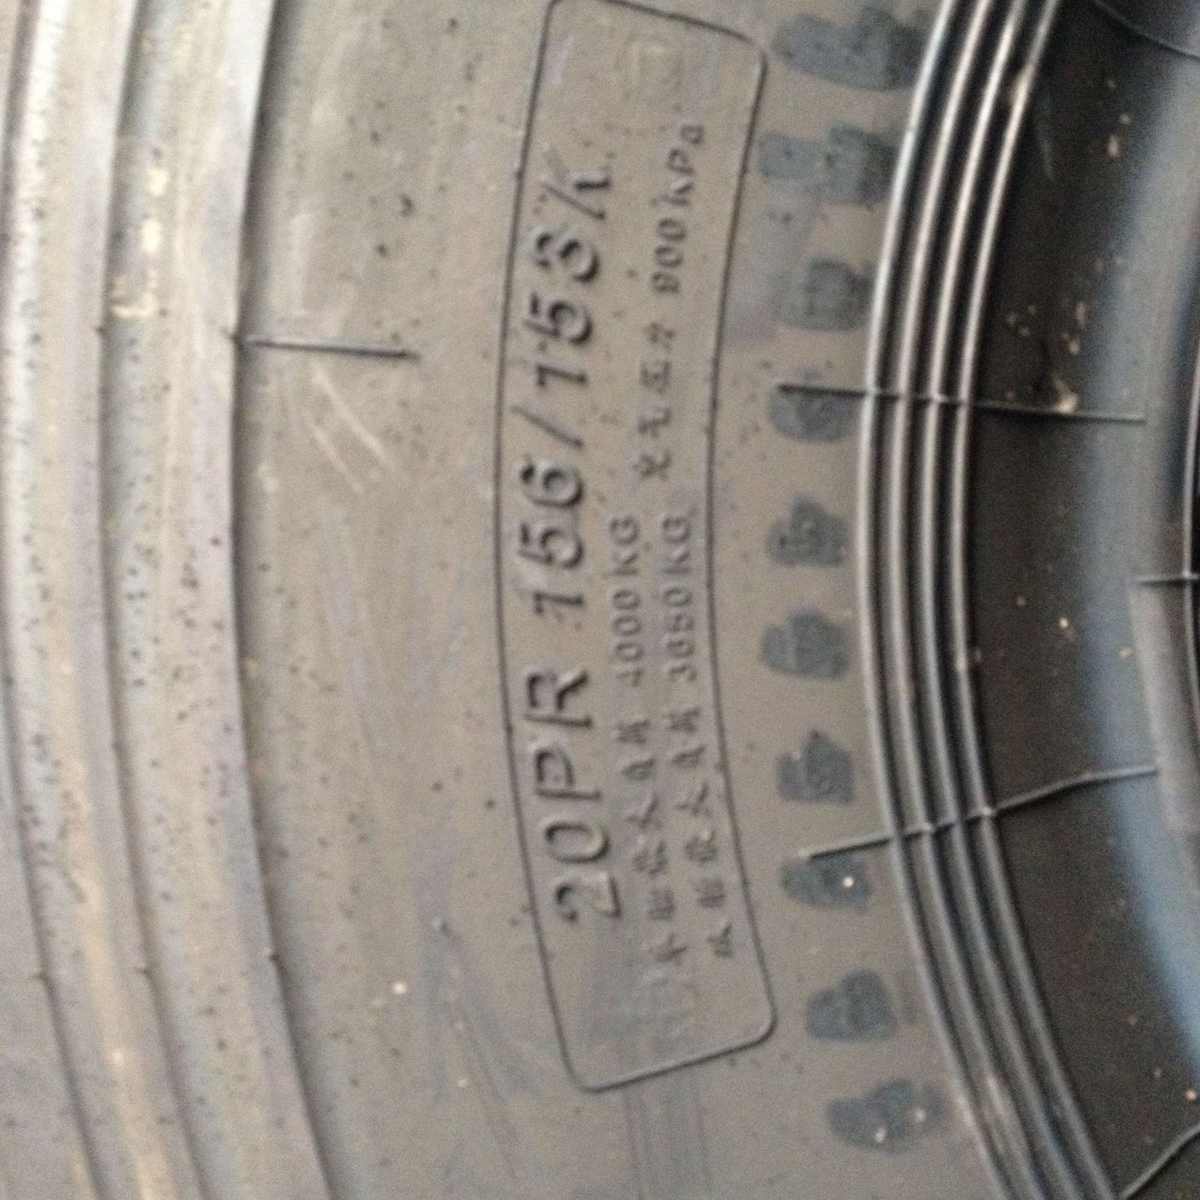 20PR 156/153K
单胎最大负荷 4000KG
双胎最大负荷 3650KG 充气压力 900KPa